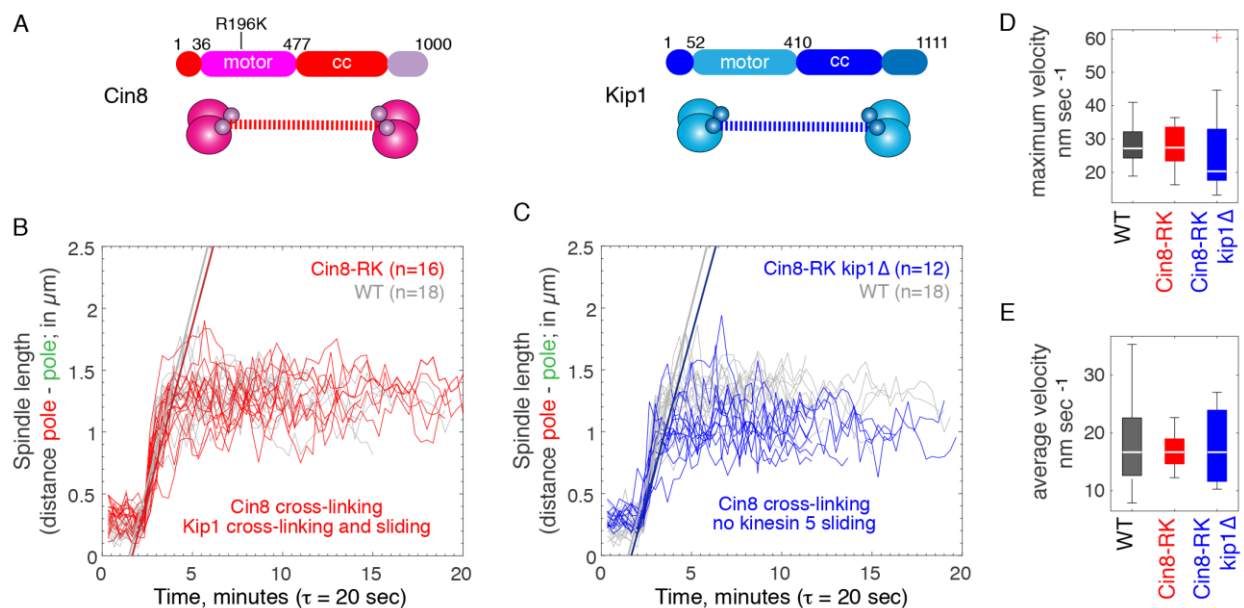 A
R196K
1 36 477 1000
motor cc
Cin8
1 52 410 1111
motor cc
Kip1
B
2.5
2
1.5
1
0.5
0
Spindle length
(distance red pole - pole; in µm)
Cin8-RK (n=16)
WT (n=18)
Cin8 cross-linking
Kip1 cross-linking and sliding
0 5 10 15 20
Time, minutes (τ = 20 sec)
C
2.5
2
1.5
1
0.5
0
Spindle length
(distance pole - pole; in µm)
Cin8-RK kip1Δ (n=12)
WT (n=18)
Cin8 cross-linking
no kinesin 5 sliding
0 5 10 15 20
Time, minutes (τ = 20 sec)
D
maximum velocity
nm sec -1
60
50
40
30
20
WT
Cin8-RK
Cin8-RK
kip1Δ
E
average velocity
nm sec -1
30
20
10
WT
Cin8-RK
Cin8-RK
kip1Δ